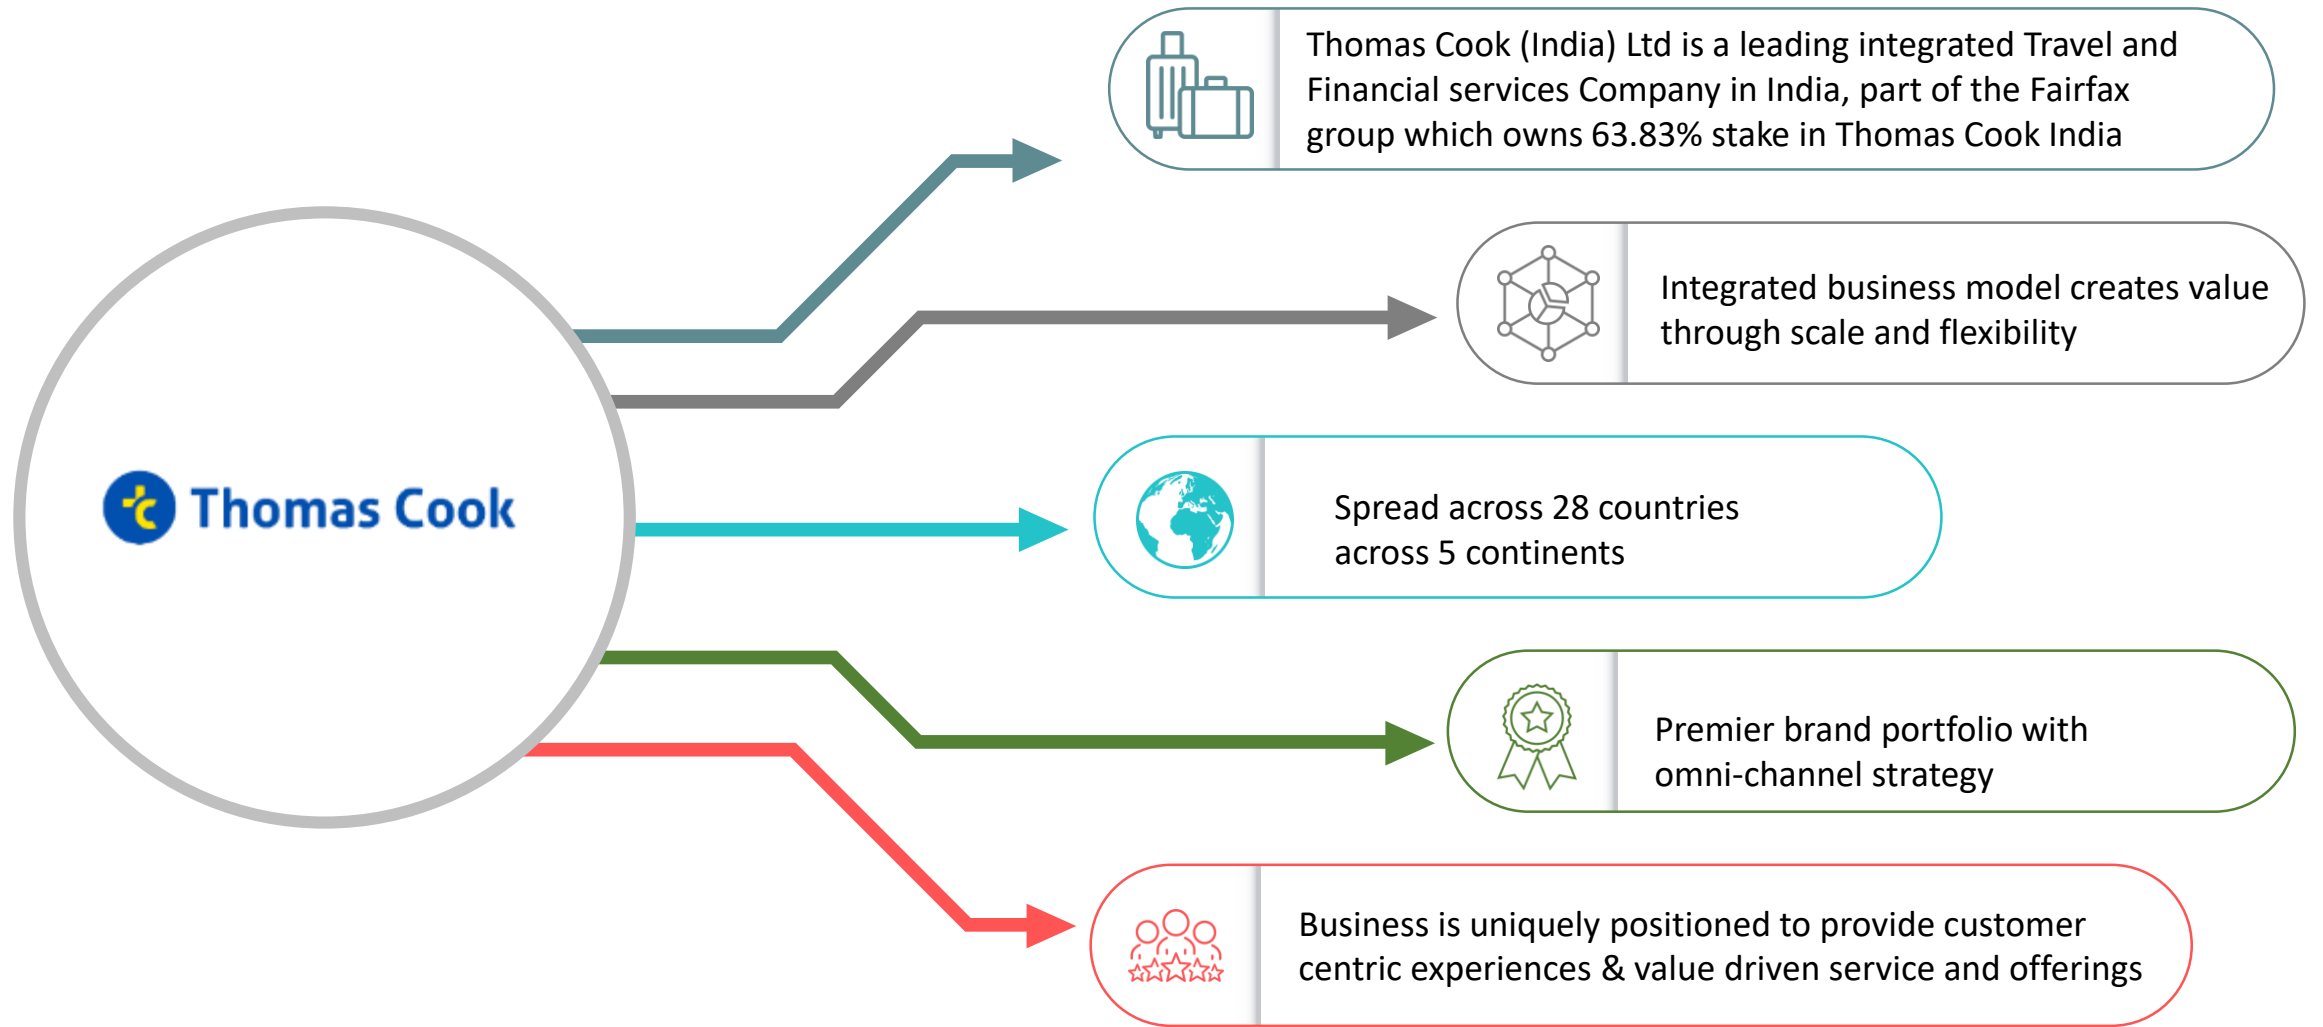 Thomas Cook (India) Ltd is a leading integrated Travel and
Financial services Company in India, part of the Fairfax
group which owns 63.83% stake in Thomas Cook India
Integrated business model creates value
through scale and flexibility
tc Thomas Cook
Spread across 28 countries
across 5 continents
Premier brand portfolio with
omni-channel strategy
Business is uniquely positioned to provide customer
centric experiences & value driven service and offerings